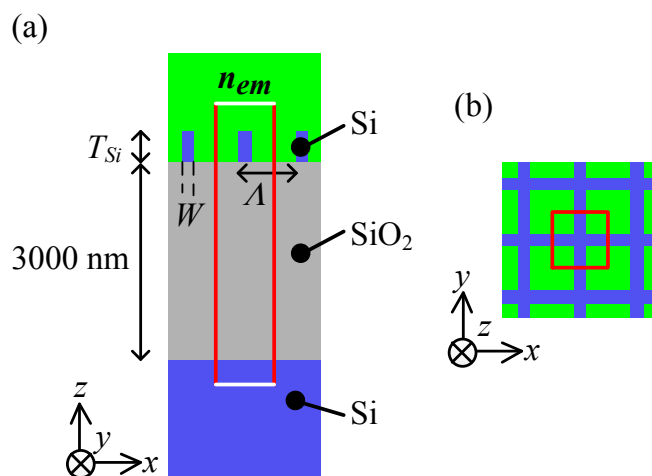 (a)
n_em
Si
(b)
T_Si
W
Λ
SiO₂
3000 nm
y
z
x
z
y
x
Si